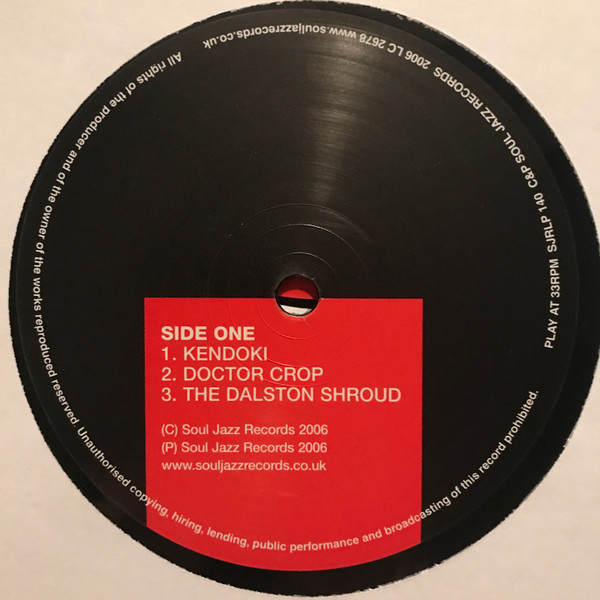 SIDE ONE
1. KENDOKI
2. DOCTOR CROP
3. THE DALSTON SHROUD
(C) Soul Jazz Records 2006
(P) Soul Jazz Records 2006
www.souljazzrecords.co.uk
All rights of the producer and of the owner of the works reproduced reserved. Unauthorised copying, hiring, lending, public performance and broadcasting of this record prohibited.
PLAY AT 33RPM SJRLP 140 C&P SOUL JAZZ RECORDS 2006 LC 2678 www.souljazzrecords.co.uk